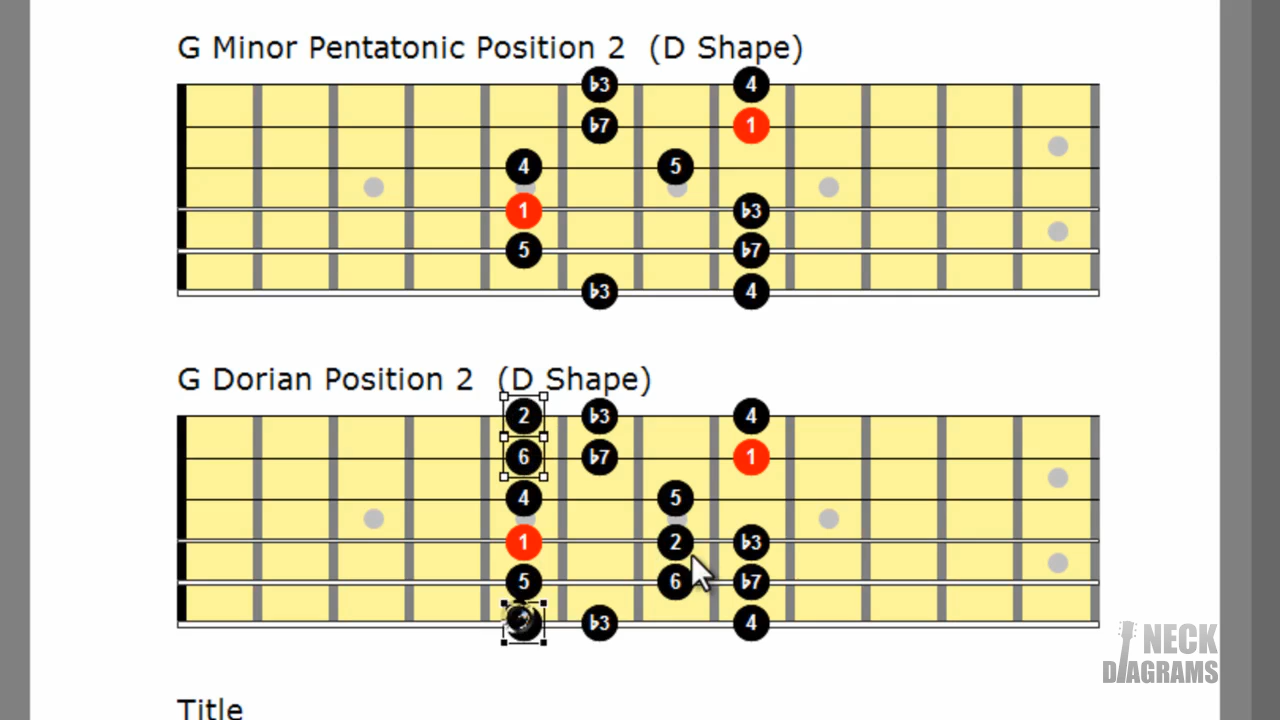 G Minor Pentatonic Position 2 (D Shape)
♭3 4
♭7 1
4 5
1 ♭3
5 ♭7
♭3 4
G Dorian Position 2 (D Shape)
2 ♭3 4
6 ♭7 1
4 5
1 2 ♭3
5 6 ♭7
♭3 4
NECK
DIAGRAMS
Title